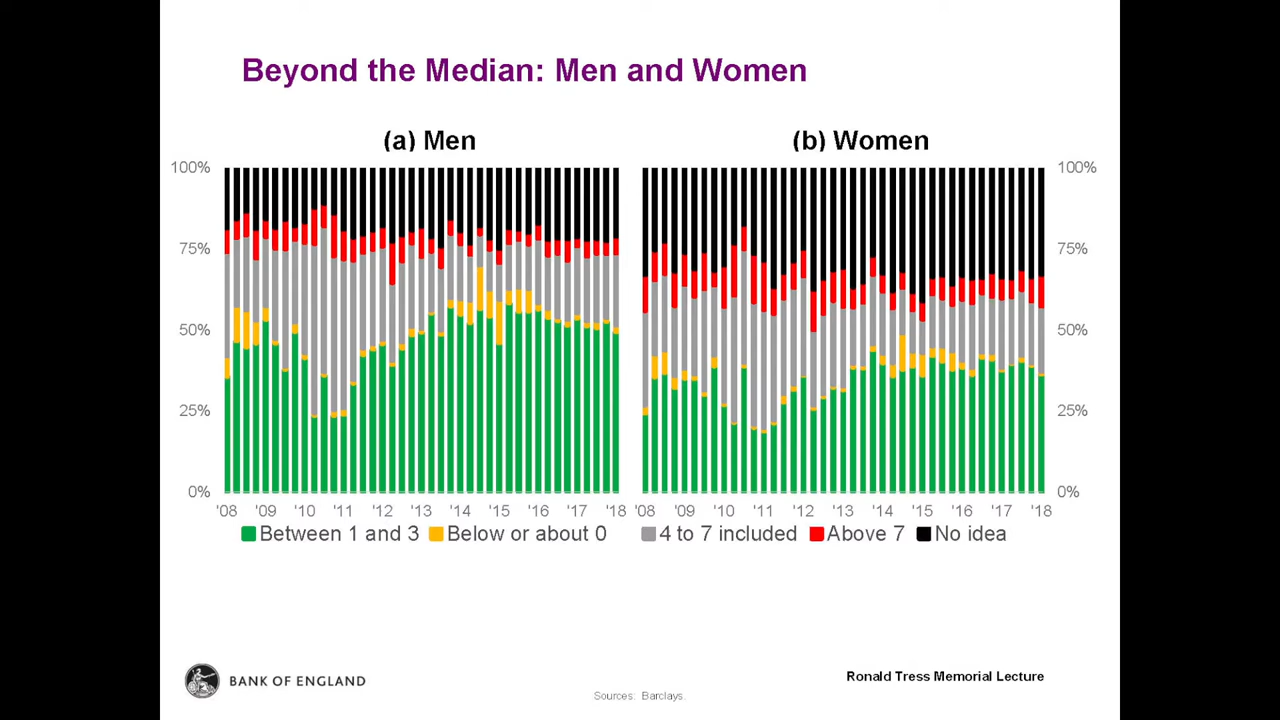 Beyond the Median: Men and Women
(a) Men
(b) Women
100%
75%
50%
25%
0%
100%
75%
50%
25%
0%
'08 '09 '10 '11 '12 '13 '14 '15 '16 '17 '18
'08 '09 '10 '11 '12 '13 '14 '15 '16 '17 '18
Between 1 and 3 Below or about 0 4 to 7 included Above 7 No idea
BANK OF ENGLAND
Ronald Tress Memorial Lecture
Sources: Barclays.